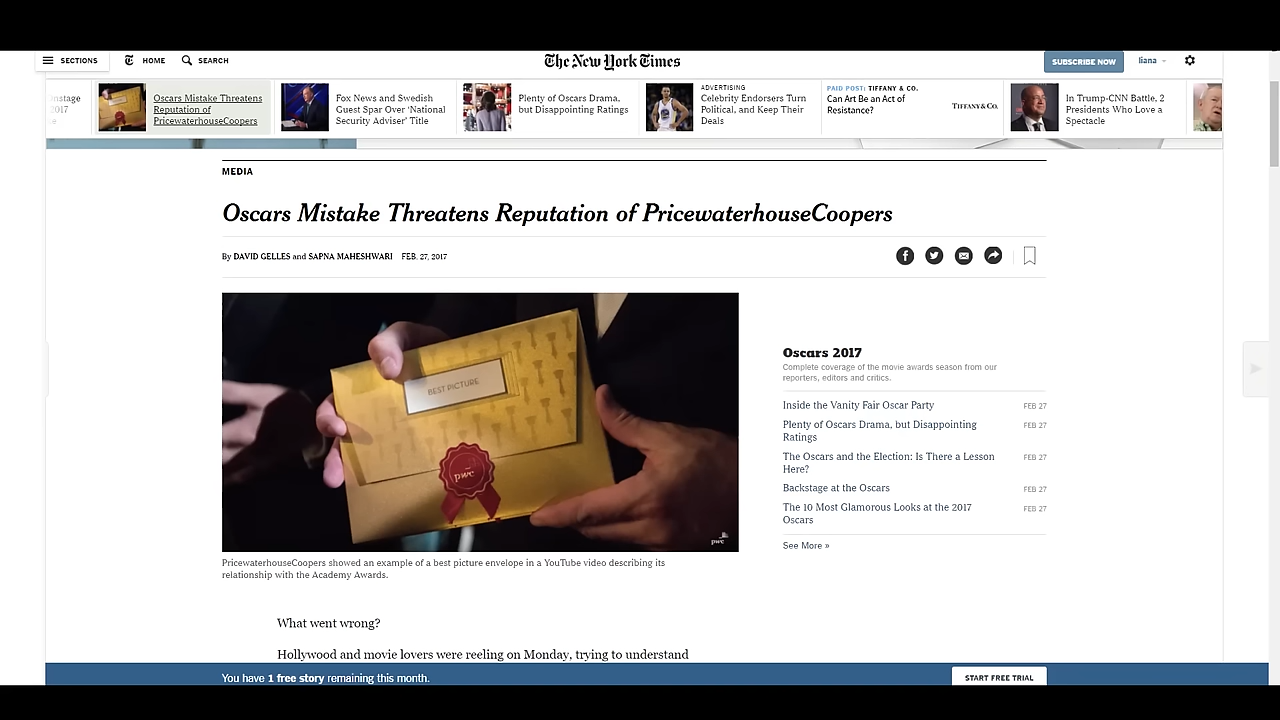 SECTIONS
HOME
SEARCH
The New York Times
SUBSCRIBE NOW
liana
nstage
2017
e
Oscars Mistake Threatens
Reputation of
PricewaterhouseCoopers
Fox News and Swedish
Guest Spar Over ‘National
Security Adviser’ Title
Plenty of Oscars Drama,
but Disappointing Ratings
ADVERTISING
Celebrity Endorsers Turn
Political, and Keep Their
Deals
PAID POST: TIFFANY & CO.
Can Art Be an Act of
Resistance?
TIFFANY & CO.
In Trump-CNN Battle, 2
Presidents Who Love a
Spectacle
MEDIA
Oscars Mistake Threatens Reputation of PricewaterhouseCoopers
By DAVID GELLES and SAPNA MAHESHWARI FEB. 27, 2017
BEST PICTURE
pwc
pwc
PricewaterhouseCoopers showed an example of a best picture envelope in a YouTube video describing its
relationship with the Academy Awards.
Oscars 2017
Complete coverage of the movie awards season from our
reporters, editors and critics.
Inside the Vanity Fair Oscar Party FEB 27
Plenty of Oscars Drama, but Disappointing FEB 27
Ratings
The Oscars and the Election: Is There a Lesson FEB 27
Here?
Backstage at the Oscars FEB 27
The 10 Most Glamorous Looks at the 2017 FEB 27
Oscars
See More »
What went wrong?
Hollywood and movie lovers were reeling on Monday, trying to understand
You have 1 free story remaining this month.
START FREE TRIAL